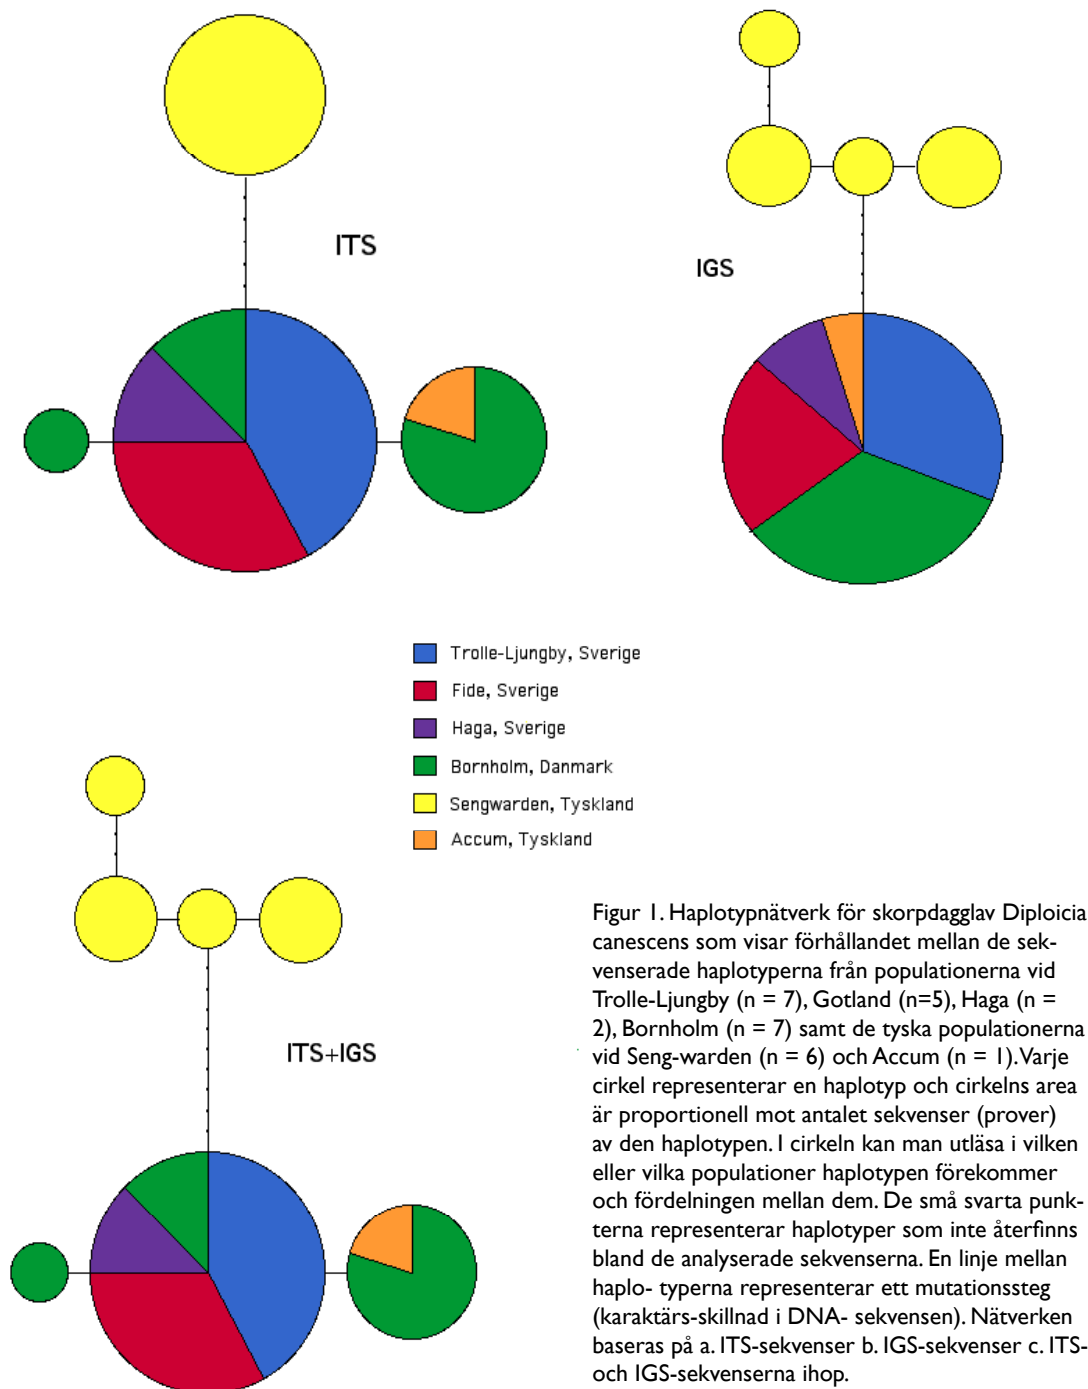 ITS
IGS
Trolle-Ljungby, Sverige
Fide, Sverige
Haga, Sverige
Bornholm, Danmark
Sengwarden, Tyskland
Accum, Tyskland
ITS+IGS
Figur 1. Haplotypnätverk för skorpdagglav Diploicia
canescens som visar förhållandet mellan de sek-
venserade haplotyperna från populationerna vid
Trolle-Ljungby (n = 7), Gotland (n=5), Haga (n =
2), Bornholm (n = 7) samt de tyska populationerna
vid Seng-warden (n = 6) och Accum (n = 1). Varje
cirkel representerar en haplotyp och cirkelns area
är proportionell mot antalet sekvenser (prover)
av den haplotypen. I cirkeln kan man utläsa i vilken
eller vilka populationer haplotypen förekommer
och fördelningen mellan dem. De små svarta punk-
terna representerar haplotyper som inte återfinns
bland de analyserade sekvenserna. En linje mellan
haplo- typerna representerar ett mutationssteg
(karaktärs-skillnad i DNA- sekvensen). Nätverken
baseras på a. ITS-sekvenser b. IGS-sekvenser c. ITS-
och IGS-sekvenserna ihop.